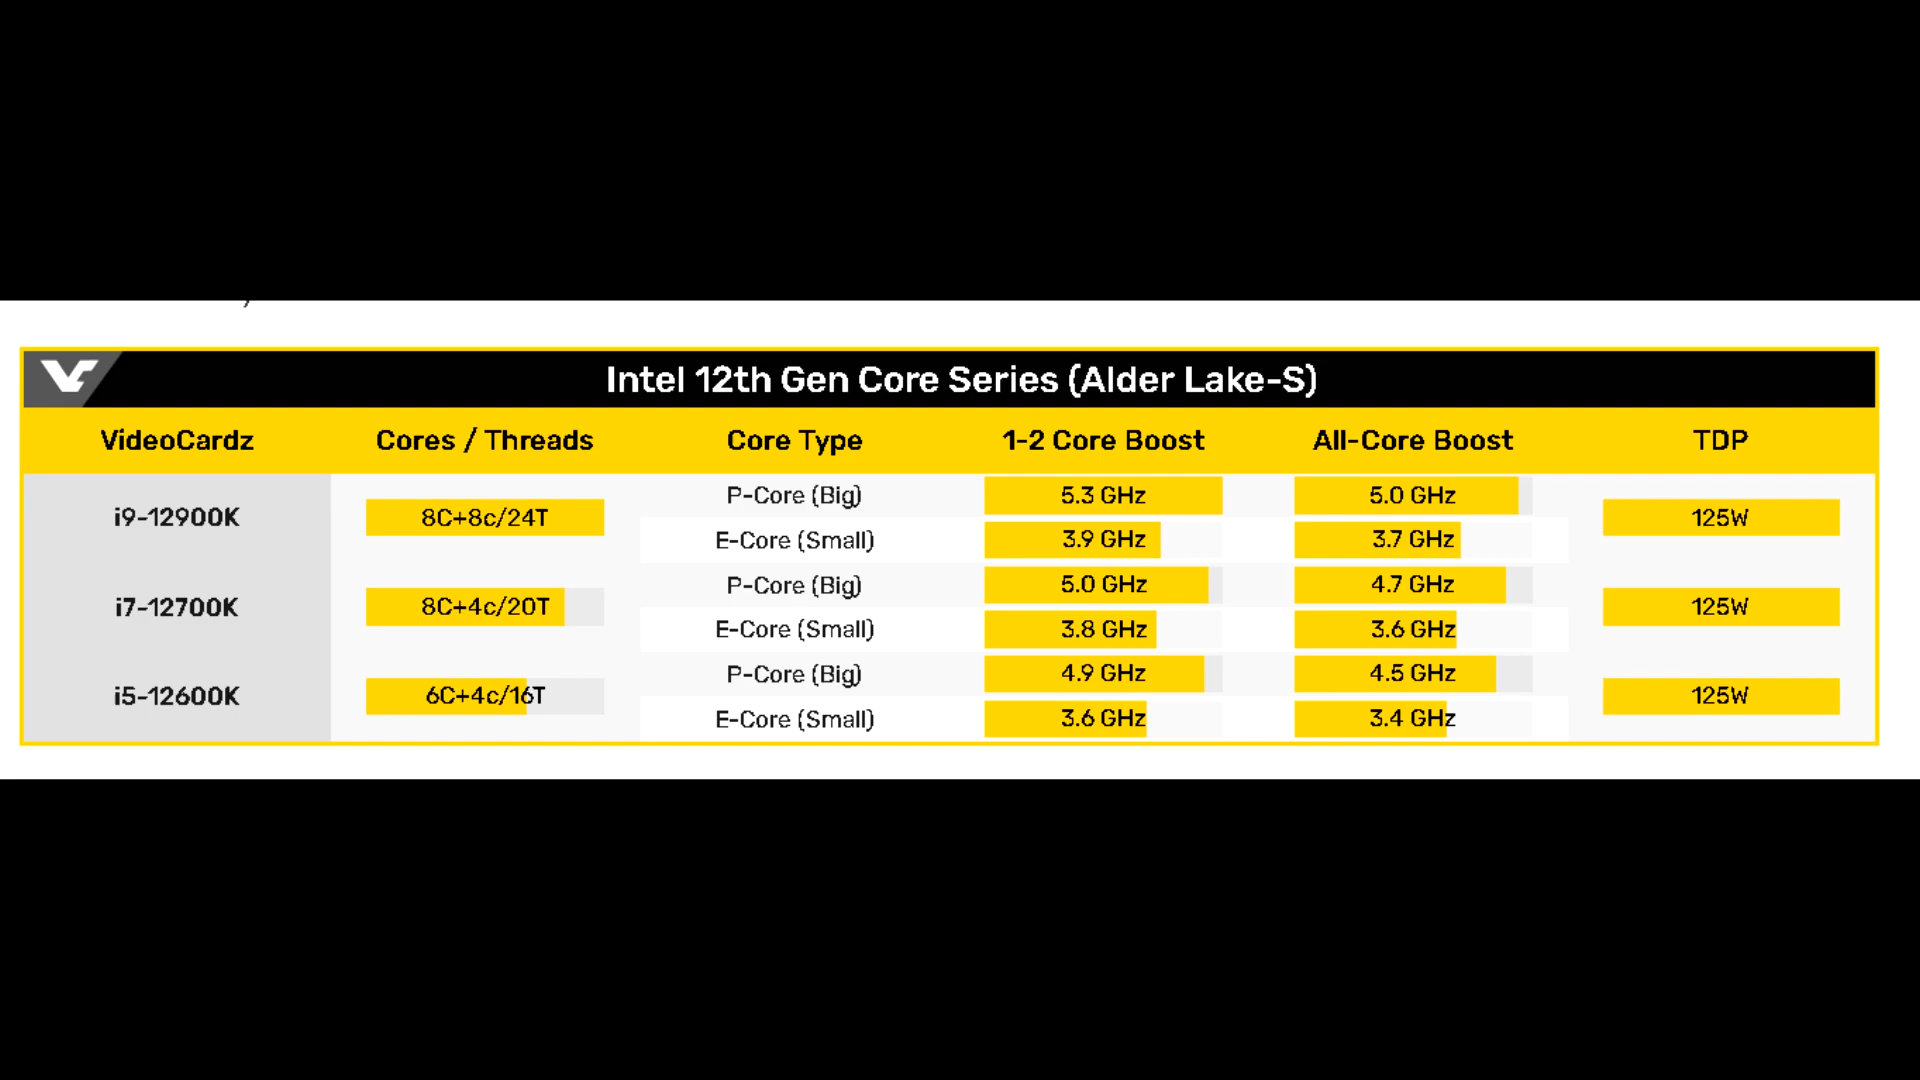 Intel 12th Gen Core Series (Alder Lake-S)
VideoCardz Cores / Threads Core Type 1-2 Core Boost All-Core Boost TDP
i9-12900K 8C+8c/24T P-Core (Big) 5.3 GHz 5.0 GHz 125W
E-Core (Small) 3.9 GHz 3.7 GHz
i7-12700K 8C+4c/20T P-Core (Big) 5.0 GHz 4.7 GHz 125W
E-Core (Small) 3.8 GHz 3.6 GHz
i5-12600K 6C+4c/16T P-Core (Big) 4.9 GHz 4.5 GHz 125W
E-Core (Small) 3.6 GHz 3.4 GHz